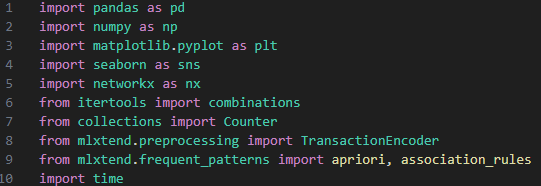 1 import pandas as pd
2 import numpy as np
3 import matplotlib.pyplot as plt
4 import seaborn as sns
5 import networkx as nx
6 from itertools import combinations
7 from collections import Counter
8 from mlxtend.preprocessing import TransactionEncoder
9 from mlxtend.frequent_patterns import apriori, association_rules
10 import time